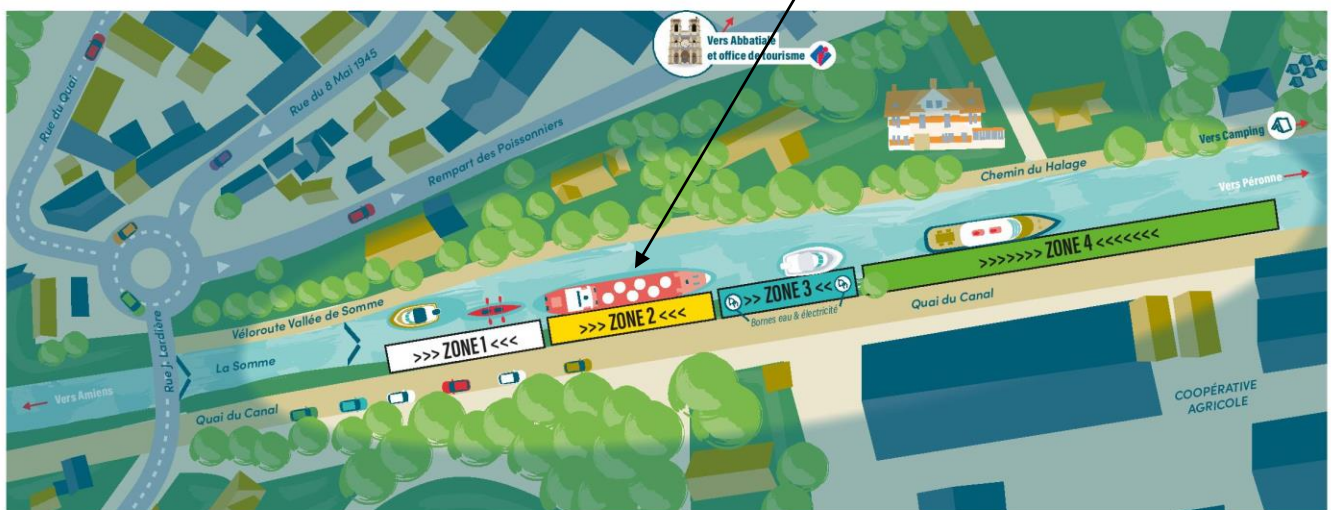 Vers Abbatiale
et office de tourisme
Rue du Quai
Rue du 8 Mai 1945
Rempart des Poissonniers
Vers Camping
Chemin du Halage
Vers Péronne
>>>>>>> ZONE 4 <<<<<<<
>>> ZONE 3 <<
Bornes eau & électricité
Quai du Canal
>>> ZONE 2 <<<
Véloroute Vallée de Somme
>>> ZONE 1 <<<
La Somme
Rue J. Lardière
Vers Amiens
Quai du Canal
COOPÉRATIVE
AGRICOLE